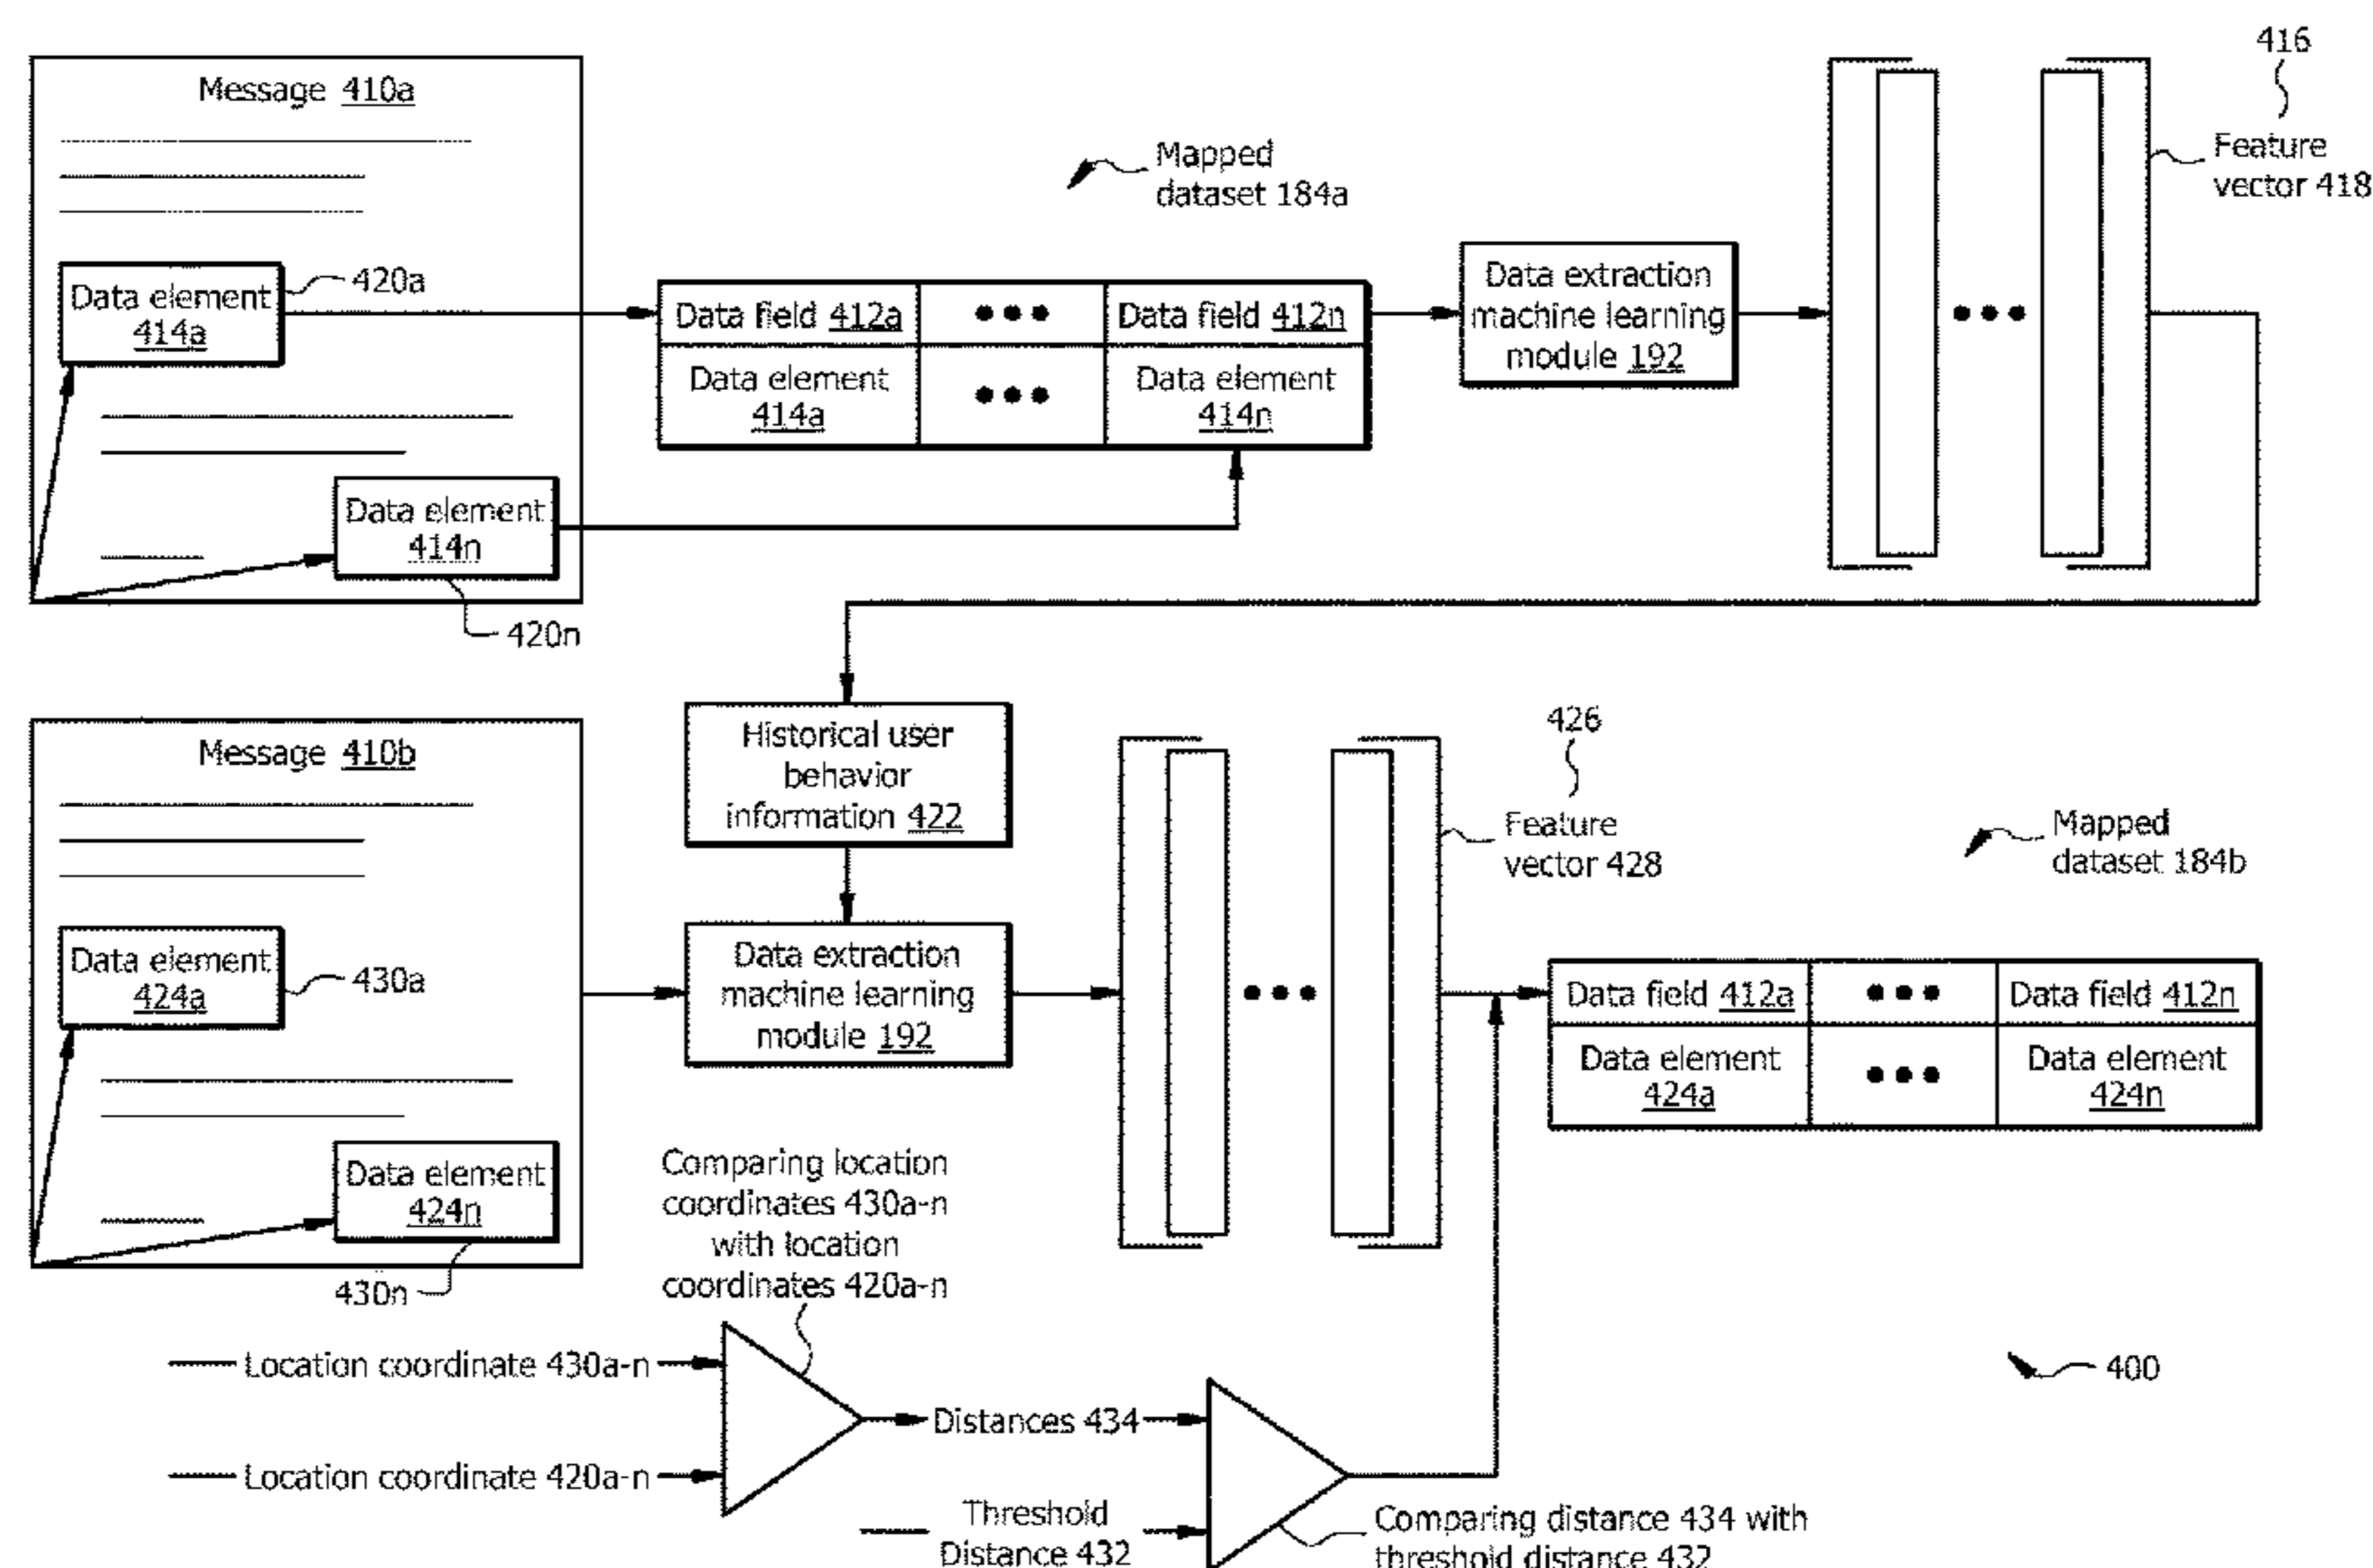 Message 410a
416
Mapped
dataset 184a
Feature
vector 418
Data element
414a
420a
Data field 412a
Data field 412n
Data element
414a
Data element
414n
Data extraction
machine learning
module 192
Data element
414n
420n
Message 410b
Historical user
behavior
information 422
426
Feature
vector 428
Mapped
dataset 184b
Data element
424a
430a
Data extraction
machine learning
module 192
Data field 412a
Data field 412n
Data element
424a
Data element
424n
Data element
424n
430n
Comparing location
coordinates 430a-n
with location
coordinates 420a-n
Location coordinate 430a-n
Location coordinate 420a-n
Distances 434
400
Threshold
Distance 432
Comparing distance 434 with
threshold distance 432